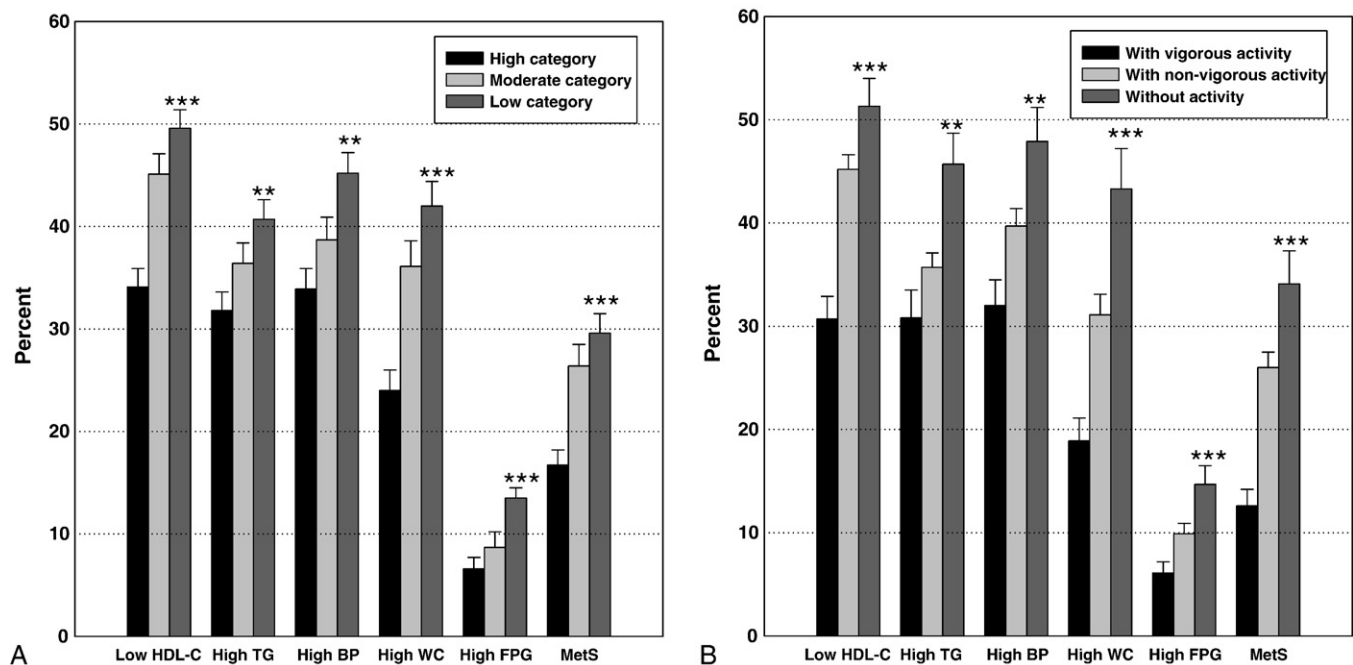 60
50
40
30
20
10
0
Percent
High category
Moderate category
Low category
***
**
**
***
***
***
Low HDL-C High TG High BP High WC High FPG MetS
A
60
50
40
30
20
10
0
Percent
With vigorous activity
With non-vigorous activity
Without activity
***
**
**
***
***
***
Low HDL-C High TG High BP High WC High FPG MetS
B